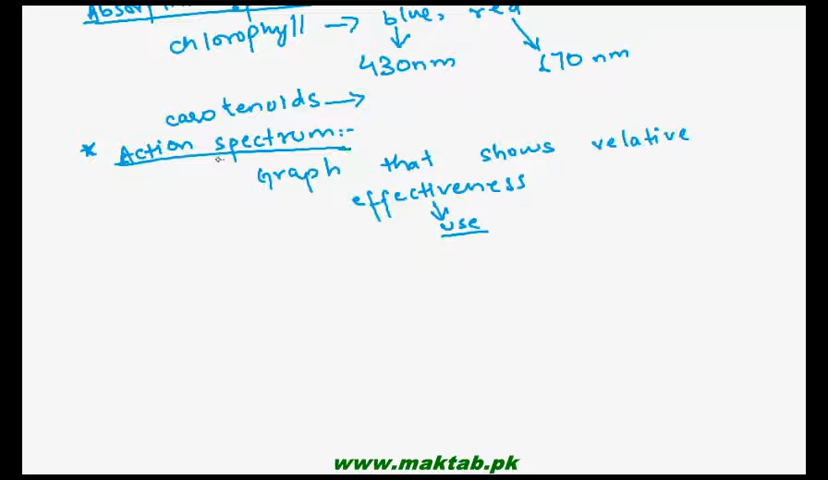 chlorophyll → blue, red
430nm 670 nm
carotenoids →
* Action spectrum:-
Graph that shows relative
effectiveness
use
www.maktab.pk